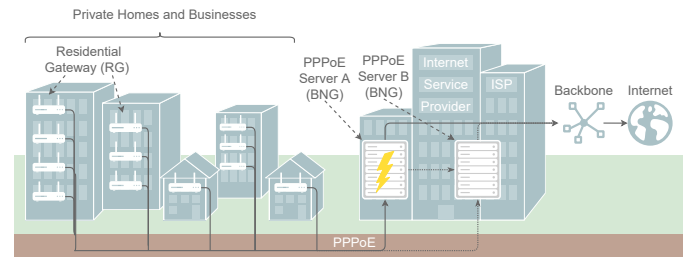 Private Homes and Businesses
Residential
Gateway (RG)
PPPoE
Server A
(BNG)
PPPoE
Server B
(BNG)
Internet
Service
Provider
ISP
Backbone
Internet
PPPoE